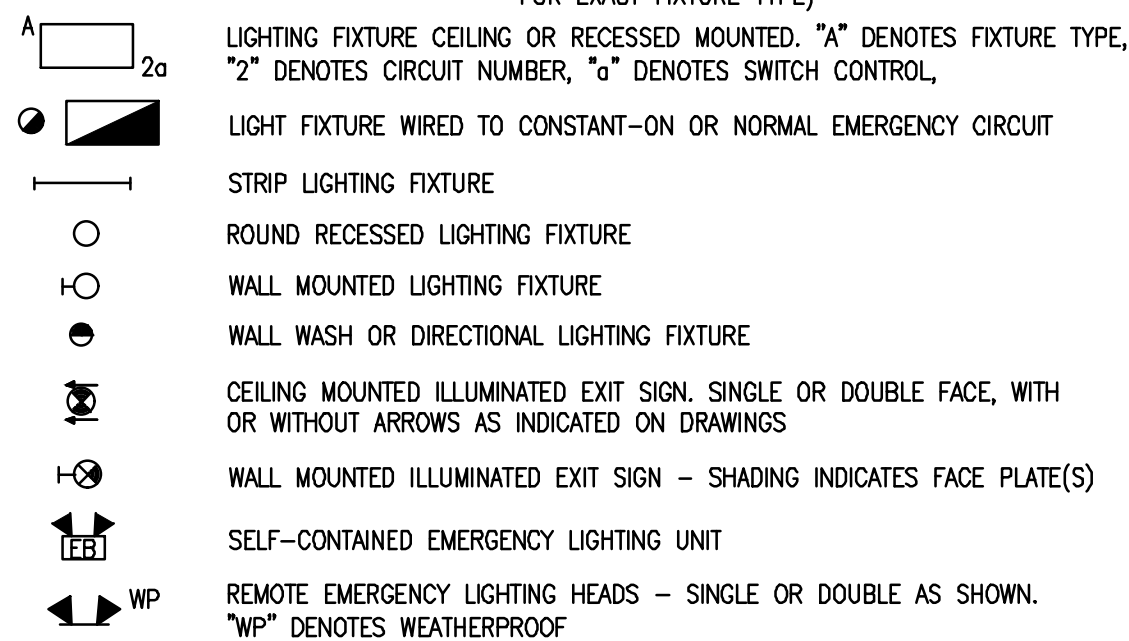 FOR EXACT FIXTURE TYPE)
A
LIGHTING FIXTURE CEILING OR RECESSED MOUNTED. "A" DENOTES FIXTURE TYPE,
2a
"2" DENOTES CIRCUIT NUMBER, "a" DENOTES SWITCH CONTROL,
LIGHT FIXTURE WIRED TO CONSTANT-ON OR NORMAL EMERGENCY CIRCUIT
STRIP LIGHTING FIXTURE
ROUND RECESSED LIGHTING FIXTURE
WALL MOUNTED LIGHTING FIXTURE
WALL WASH OR DIRECTIONAL LIGHTING FIXTURE
CEILING MOUNTED ILLUMINATED EXIT SIGN. SINGLE OR DOUBLE FACE, WITH
OR WITHOUT ARROWS AS INDICATED ON DRAWINGS
WALL MOUNTED ILLUMINATED EXIT SIGN - SHADING INDICATES FACE PLATE(S)
EB
SELF-CONTAINED EMERGENCY LIGHTING UNIT
WP
REMOTE EMERGENCY LIGHTING HEADS - SINGLE OR DOUBLE AS SHOWN.
"WP" DENOTES WEATHERPROOF